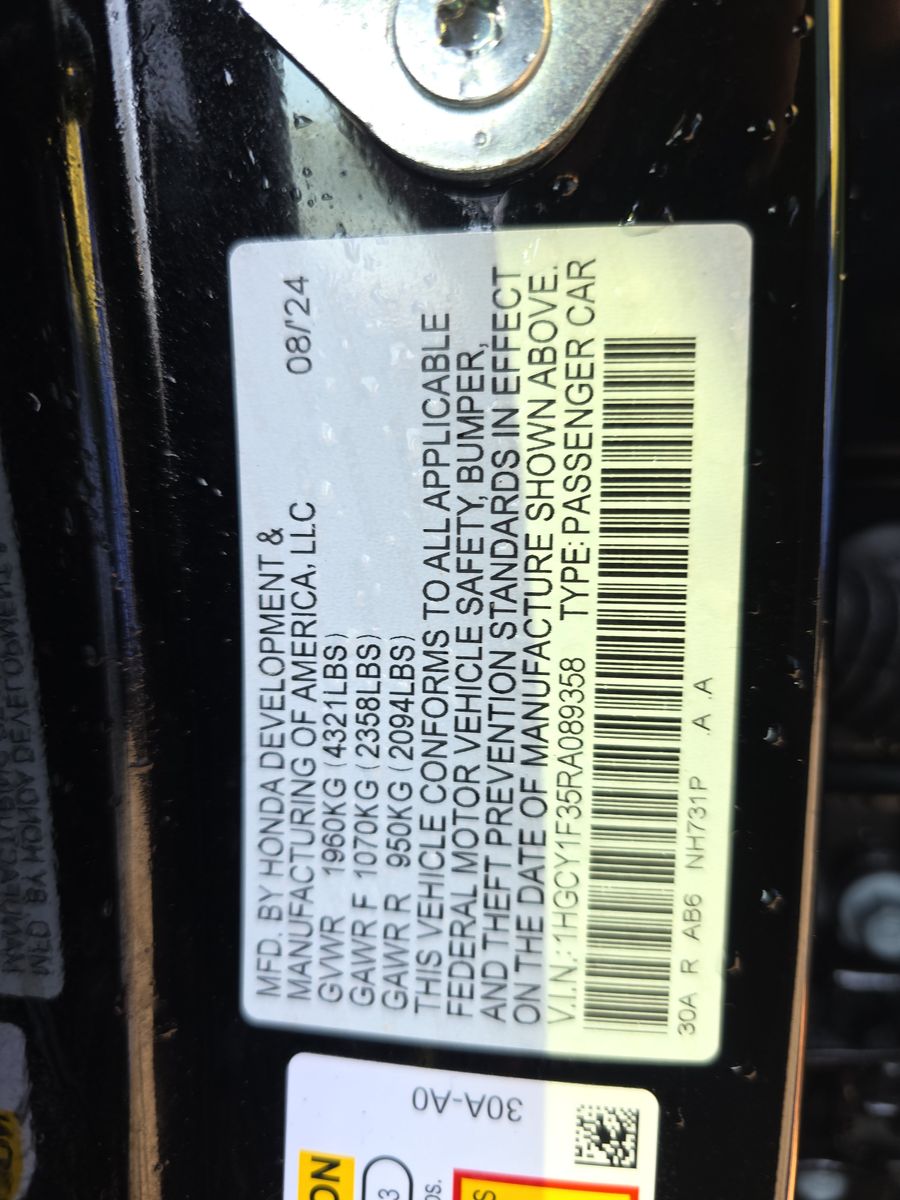 MFD. BY HONDA DEVELOPMENT &
MANUFACTURING OF AMERICA, LLC 08/'24
GVWR 1960KG (4321LBS)
GAWR F 1070KG (2358LBS)
GAWR R 950KG (2094LBS)
THIS VEHICLE CONFORMS TO ALL APPLICABLE
FEDERAL MOTOR VEHICLE SAFETY, BUMPER,
AND THEFT PREVENTION STANDARDS IN EFFECT
ON THE DATE OF MANUFACTURE SHOWN ABOVE.
V.I.N.: 1HGCY1F35RA089358 TYPE: PASSENGER CAR
30A R AB6 NH731P A A
30A-A0